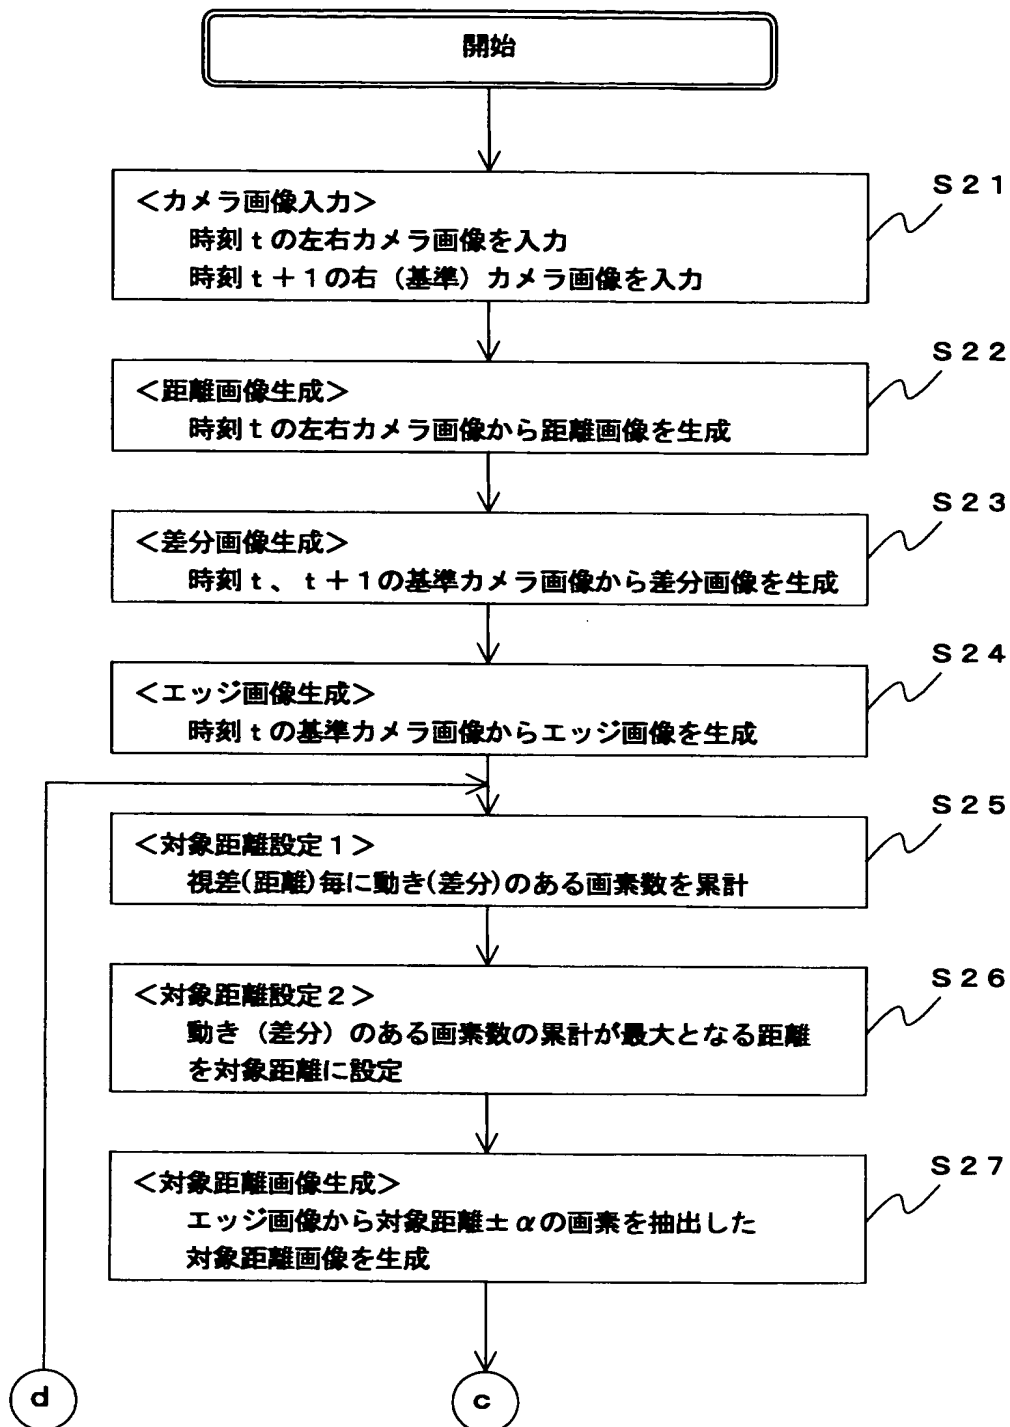 開始
<カメラ画像入力>
時刻tの左右カメラ画像を入力
時刻t+1の右(基準)カメラ画像を入力
S21
<距離画像生成>
時刻tの左右カメラ画像から距離画像を生成
S22
<差分画像生成>
時刻t、t+1の基準カメラ画像から差分画像を生成
S23
<エッジ画像生成>
時刻tの基準カメラ画像からエッジ画像を生成
S24
<対象距離設定1>
視差(距離)毎に動き(差分)のある画素数を累計
S25
<対象距離設定2>
動き(差分)のある画素数の累計が最大となる距離
を対象距離に設定
S26
<対象距離画像生成>
エッジ画像から対象距離±αの画素を抽出した
対象距離画像を生成
S27
d
c